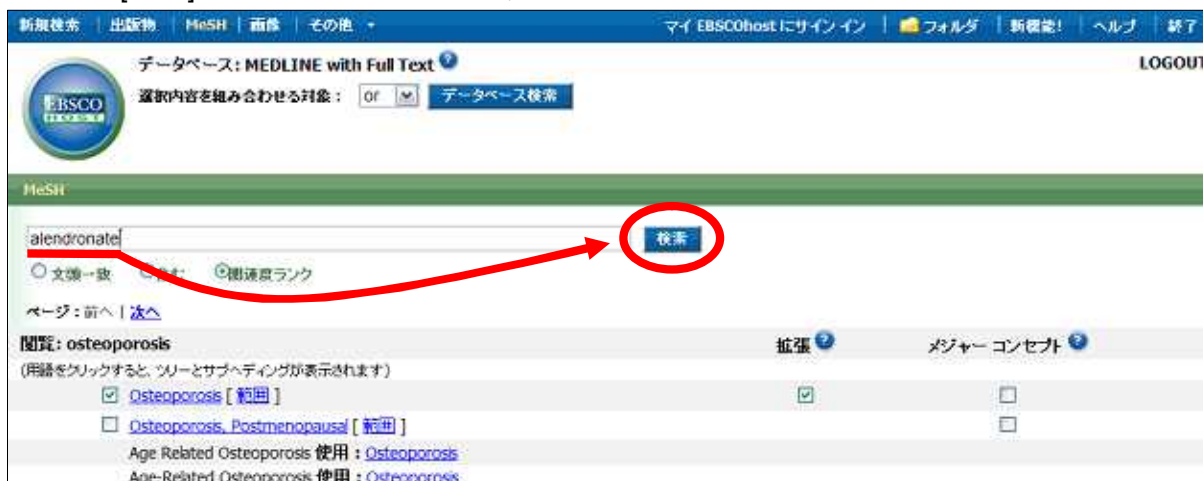 新規検索 | 出版物 | MeSH | 画像 | その他
マイ EBSCOhost にサイン イン | フォルダ | 新機能! | ヘルプ | 終了
データベース: MEDLINE with Full Text
LOGOUT
選択内容を組み合わせる対象: or データベース検索
EBSCO
HOST
MeSH
alendronate 検索
文頭一致 関連度ランク
ページ: 前へ | 次へ
閲覧: osteoporosis 拡張 メジャー コンセプト
(用語をクリックすると、ツリーとサブヘディングが表示されます)
Osteoporosis [ 範囲 ]
Osteoporosis, Postmenopausal [ 範囲 ]
Age Related Osteoporosis 使用 : Osteoporosis
Age-Related Osteoporosis 使用 : Osteoporosis